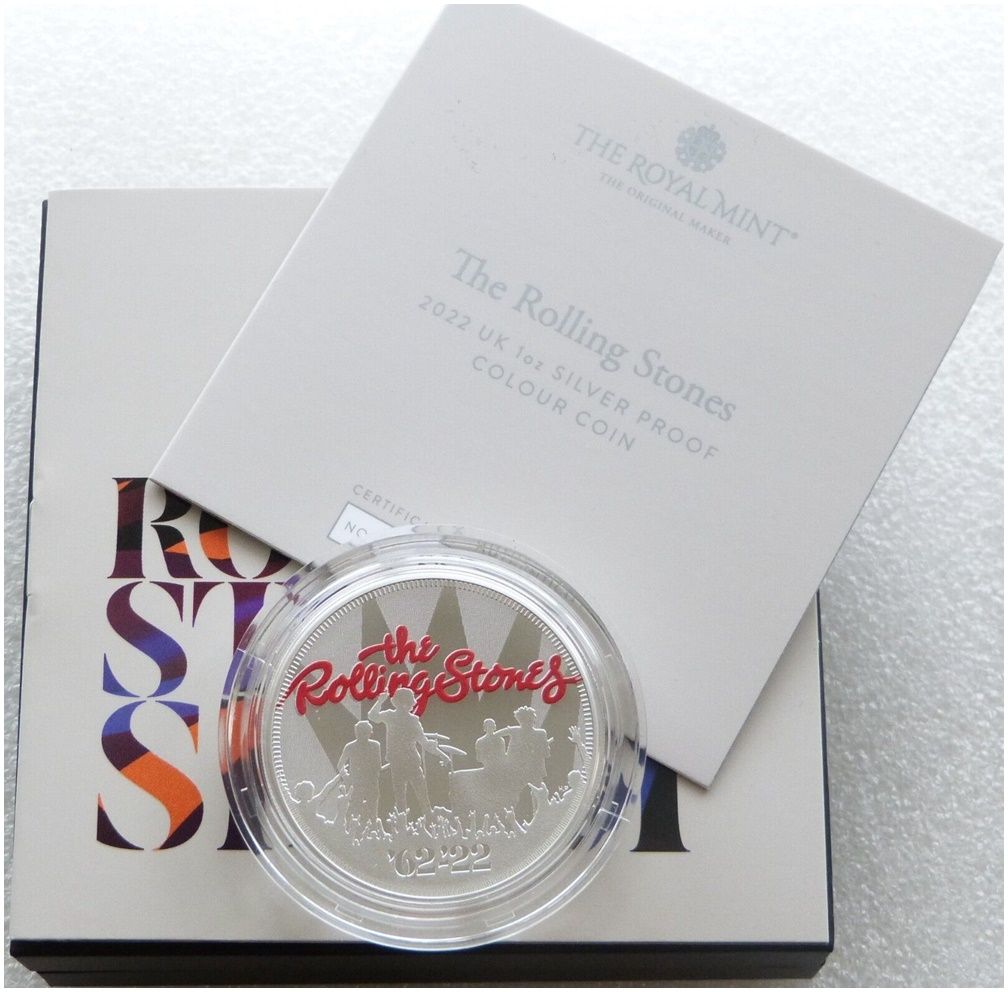 THE ROYAL MINT®
THE ORIGINAL MAKER
The Rolling Stones
2022 UK 1oz SILVER PROOF
COLOUR COIN
the
Rolling Stones
'62-'22